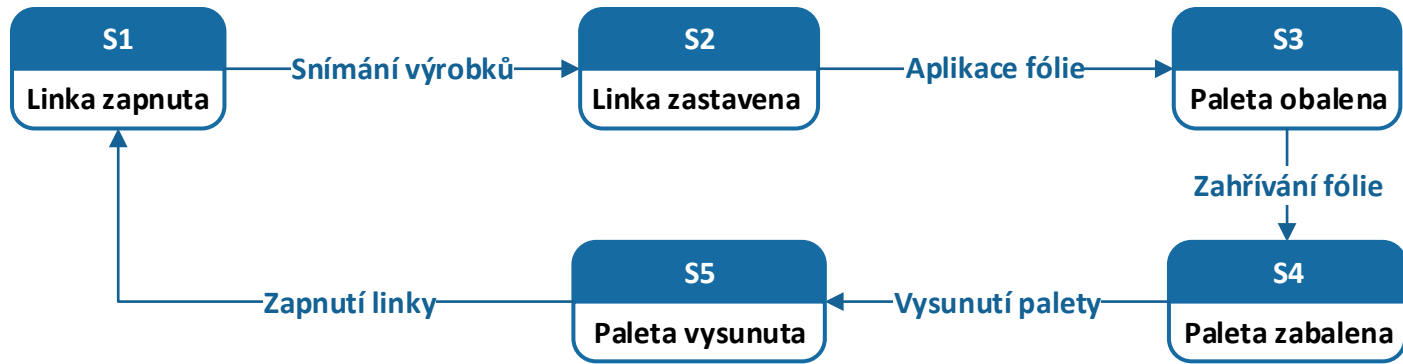 S1
Linka zapnuta
Snímání výrobků
S2
Linka zastavena
Aplikace fólie
S3
Paleta obalena
Zahřívání fólie
S4
Paleta zabalena
Vysunutí palety
S5
Paleta vysunuta
Zapnutí linky